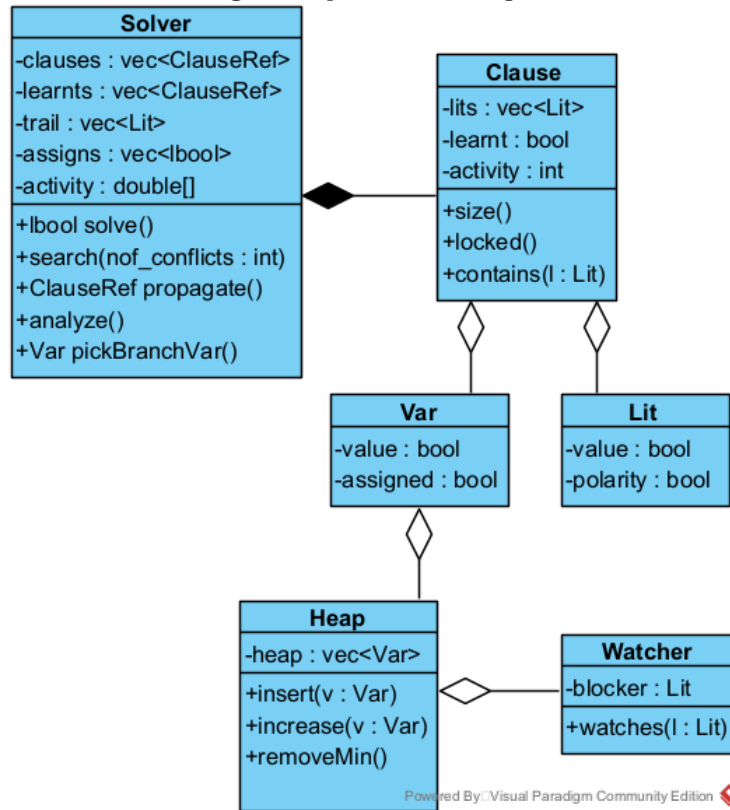 Solver
-clauses : vec<ClauseRef>
-learnts : vec<ClauseRef>
-trail : vec<Lit>
-assigns : vec<lbool>
-activity : double[]
+lbool solve()
+search(nof_conflicts : int)
+ClauseRef propagate()
+analyze()
+Var pickBranchVar()
Clause
-lits : vec<Lit>
-learnt : bool
-activity : int
+size()
+locked()
+contains(l : Lit)
Var
-value : bool
-assigned : bool
Lit
-value : bool
-polarity : bool
Heap
-heap : vec<Var>
+insert(v : Var)
+increase(v : Var)
+removeMin()
Watcher
-blocker : Lit
+watches(l : Lit)
Powered By Visual Paradigm Community Edition